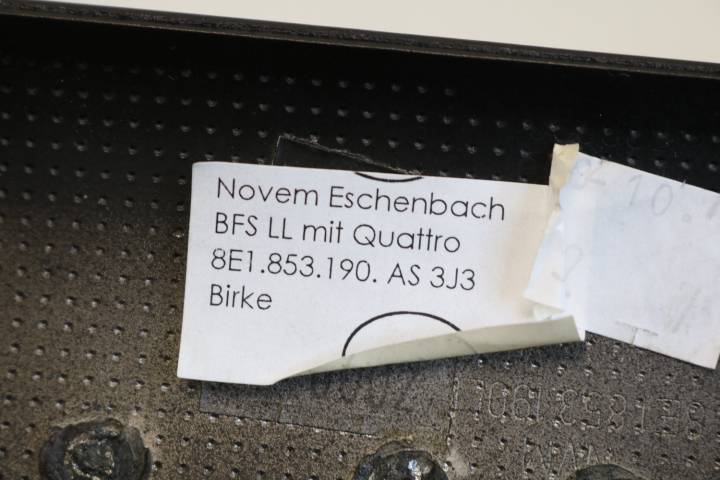 Novem Eschenbach
BFS LL mit Quattro
8E1.853.190. AS 3J3
Birke